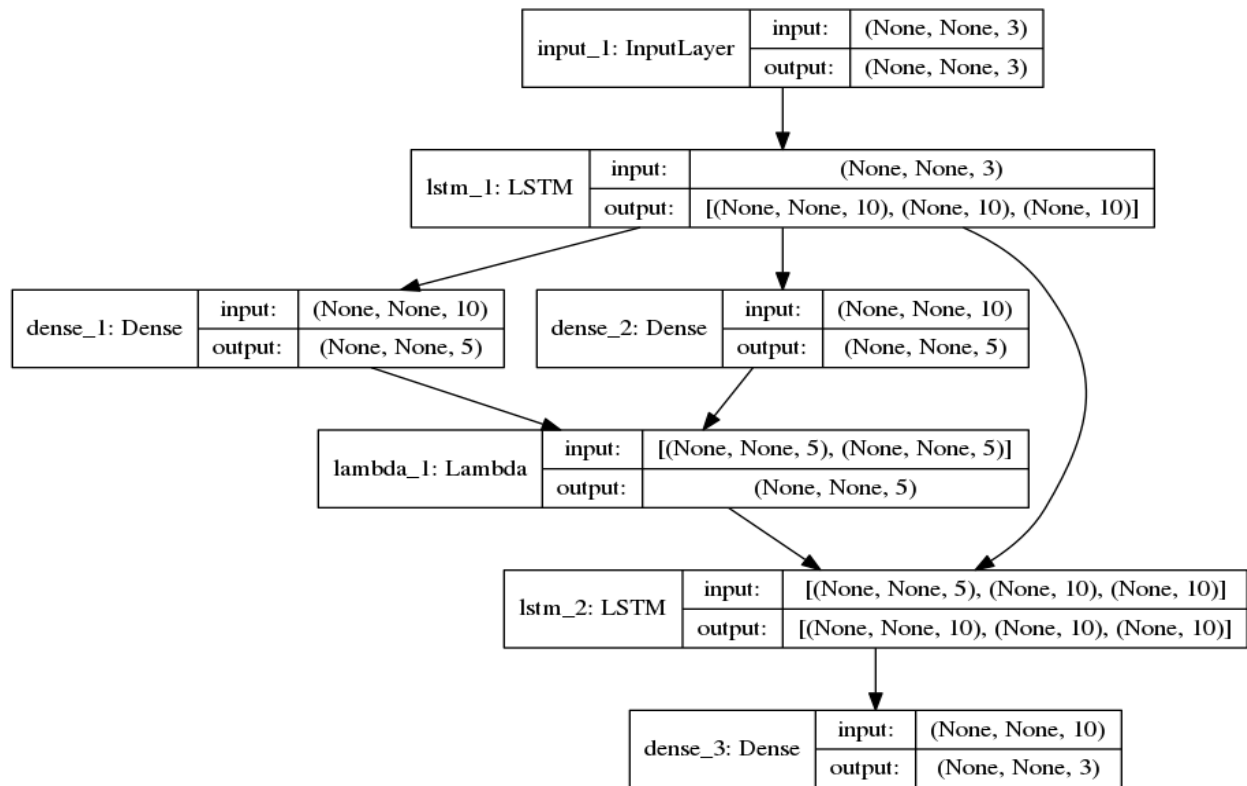 input_1: InputLayer
input: (None, None, 3)
output: (None, None, 3)
lstm_1: LSTM
input: (None, None, 3)
output: [(None, None, 10), (None, 10), (None, 10)]
dense_1: Dense
input: (None, None, 10)
output: (None, None, 5)
dense_2: Dense
input: (None, None, 10)
output: (None, None, 5)
lambda_1: Lambda
input: [(None, None, 5), (None, None, 5)]
output: (None, None, 5)
lstm_2: LSTM
input: [(None, None, 5), (None, 10), (None, 10)]
output: [(None, None, 10), (None, 10), (None, 10)]
dense_3: Dense
input: (None, None, 10)
output: (None, None, 3)